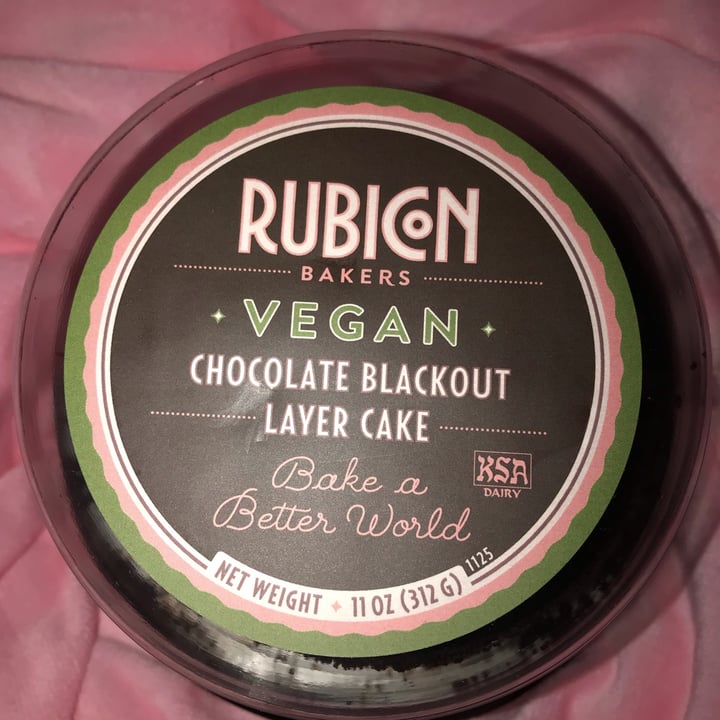 RUBICON
BAKERS
VEGAN
CHOCOLATE BLACKOUT
LAYER CAKE
Bake a
Better World
KSA
DAIRY
NET WEIGHT 11 OZ (312 G)
1125